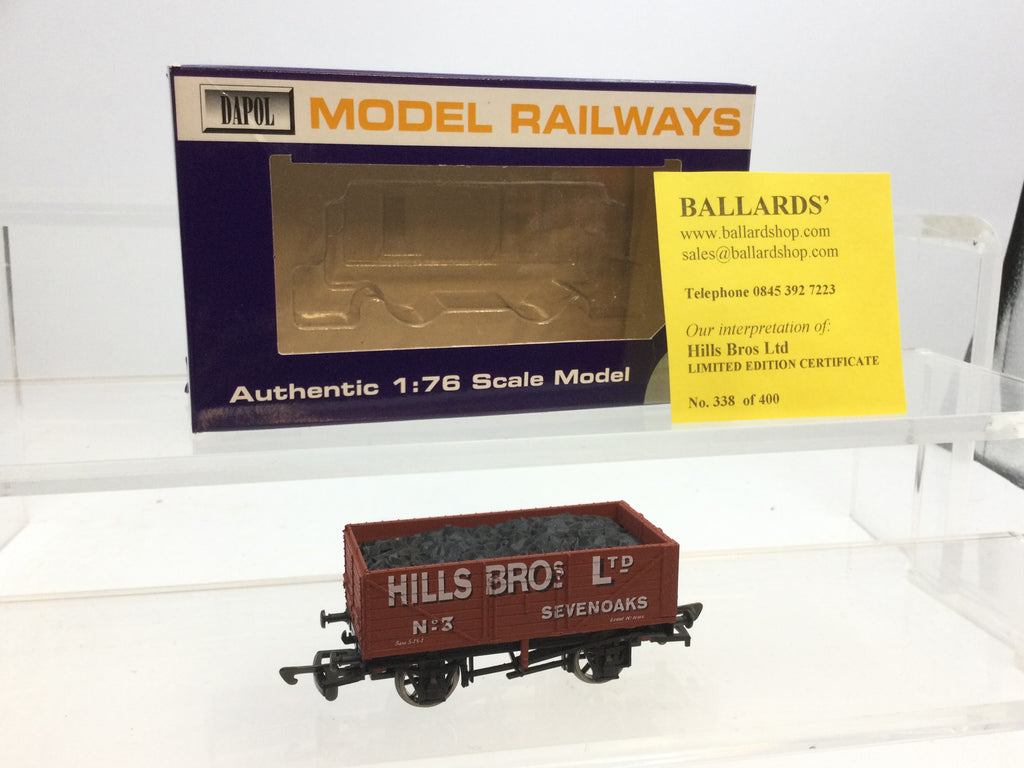 DAPOL
MODEL RAILWAYS
Authentic 1:76 Scale Model
BALLARDS'
www.ballardshop.com
sales@ballardshop.com
Telephone 0845 392 7223
Our interpretation of:
Hills Bros Ltd
LIMITED EDITION CERTIFICATE
No. 338 of 400
HILLS BROS LTD
No 3 SEVENOAKS